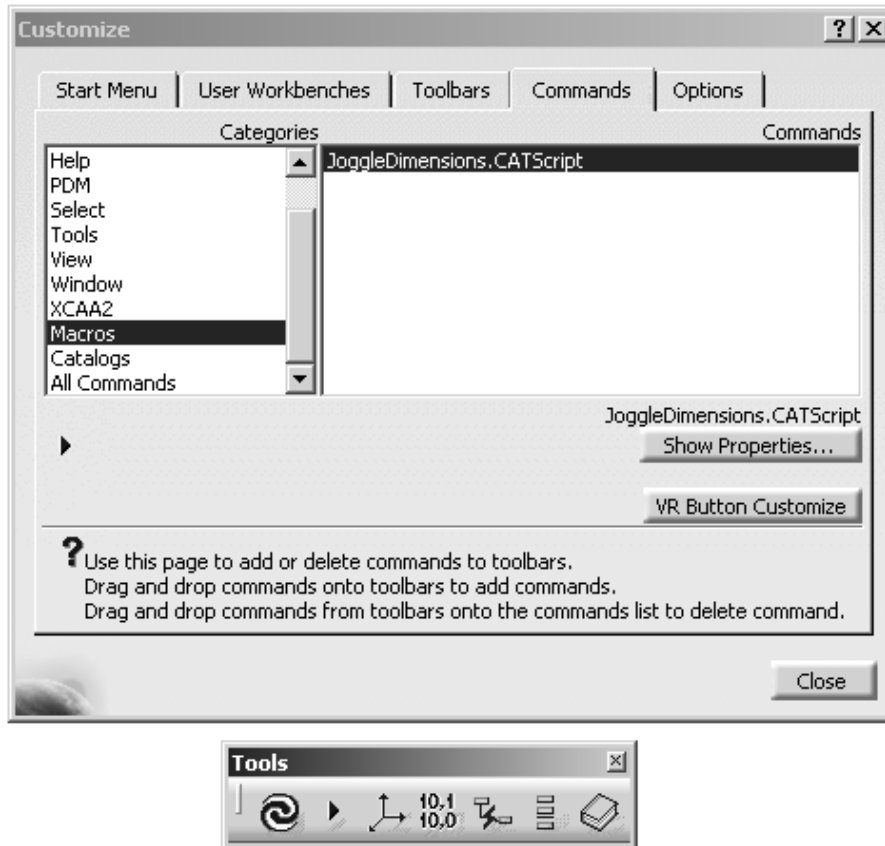 Customize
Start Menu User Workbenches Toolbars Commands Options
Categories Commands
Help JoggleDimensions.CATScript
PDM
Select
Tools
View
Window
XCAA2
Macros
Catalogs
All Commands
JoggleDimensions.CATScript
Show Properties...
VR Button Customize
Use this page to add or delete commands to toolbars.
Drag and drop commands onto toolbars to add commands.
Drag and drop commands from toolbars onto the commands list to delete command.
Close
Tools
10,1
10,0